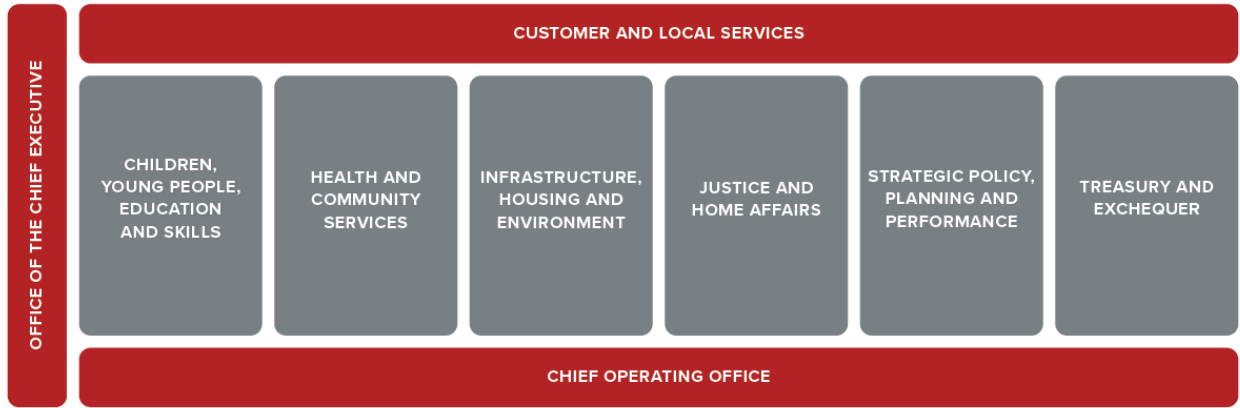 OFFICE OF THE CHIEF EXECUTIVE
CUSTOMER AND LOCAL SERVICES
CHILDREN,
YOUNG PEOPLE,
EDUCATION
AND SKILLS
HEALTH AND
COMMUNITY
SERVICES
INFRASTRUCTURE,
HOUSING AND
ENVIRONMENT
JUSTICE AND
HOME AFFAIRS
STRATEGIC POLICY,
PLANNING AND
PERFORMANCE
TREASURY AND
EXCHEQUER
CHIEF OPERATING OFFICE